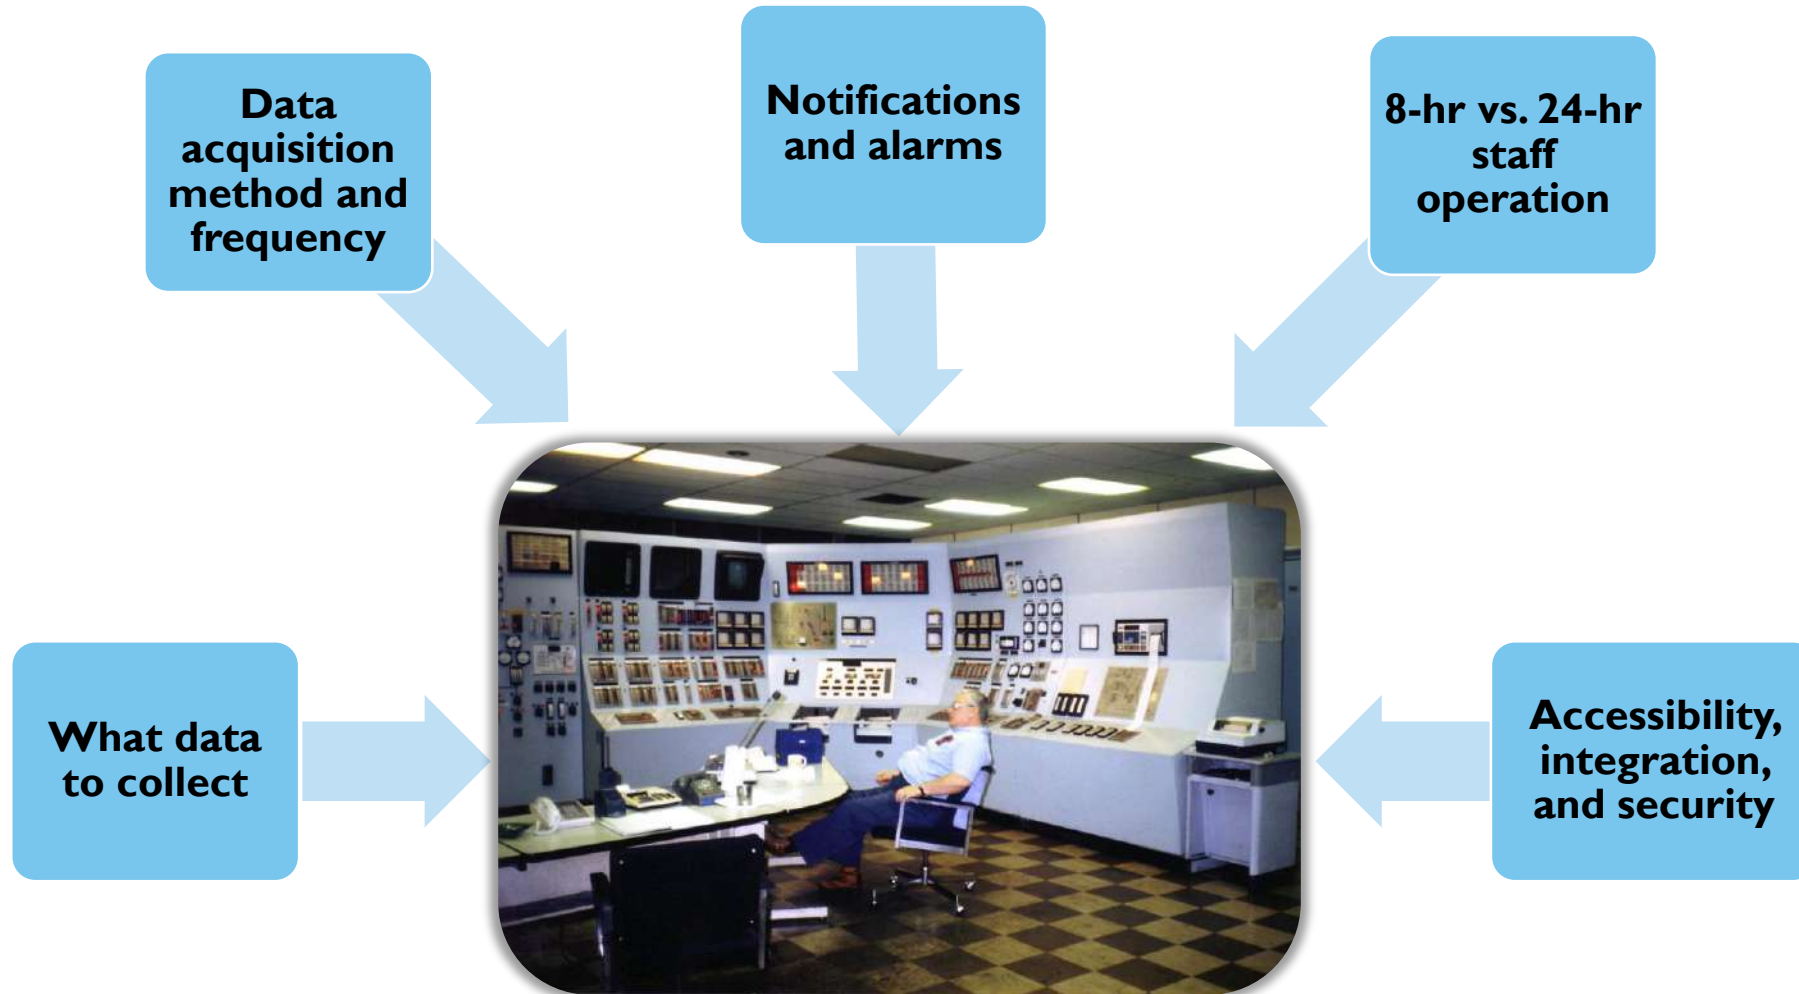 Data
acquisition
method and
frequency
Notifications
and alarms
8-hr vs. 24-hr
staff
operation
What data
to collect
Accessibility,
integration,
and security